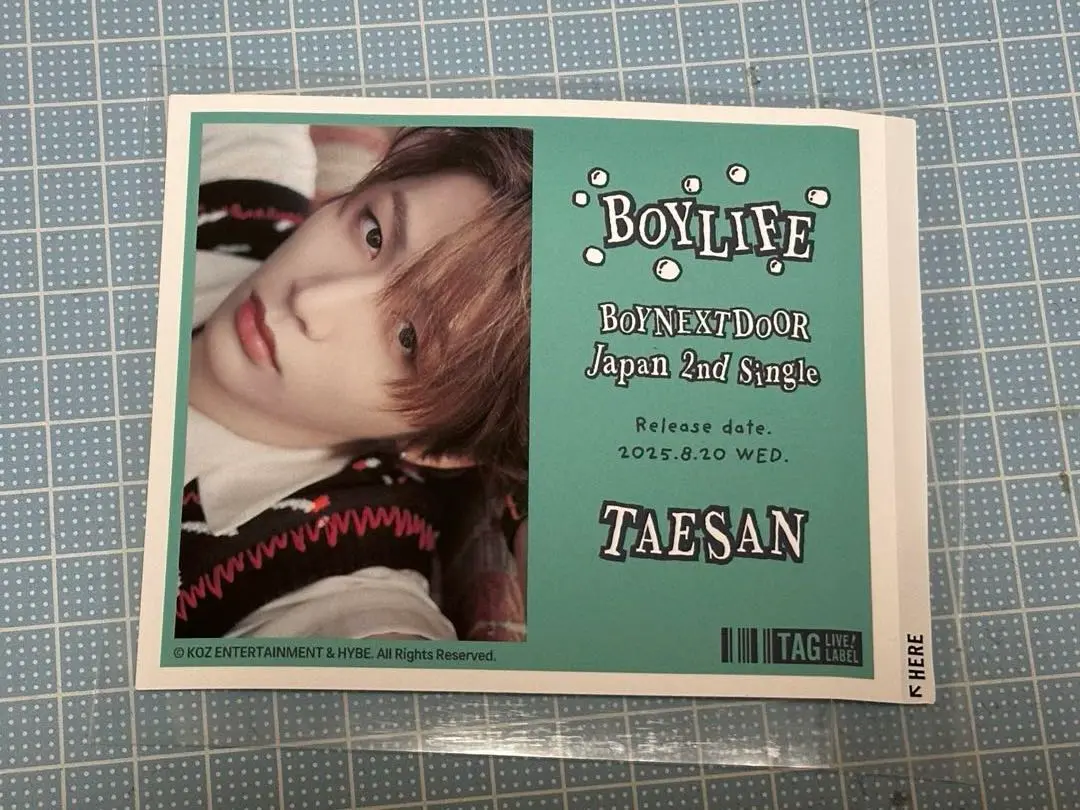 BOYLIFE
BOYNEXTDOOR
Japan 2nd Single
Release date.
2025.8.20 WED.
TAESAN
TAG LIVE! LABEL
© KOZ ENTERTAINMENT & HYBE. All Rights Reserved.
↖ HERE